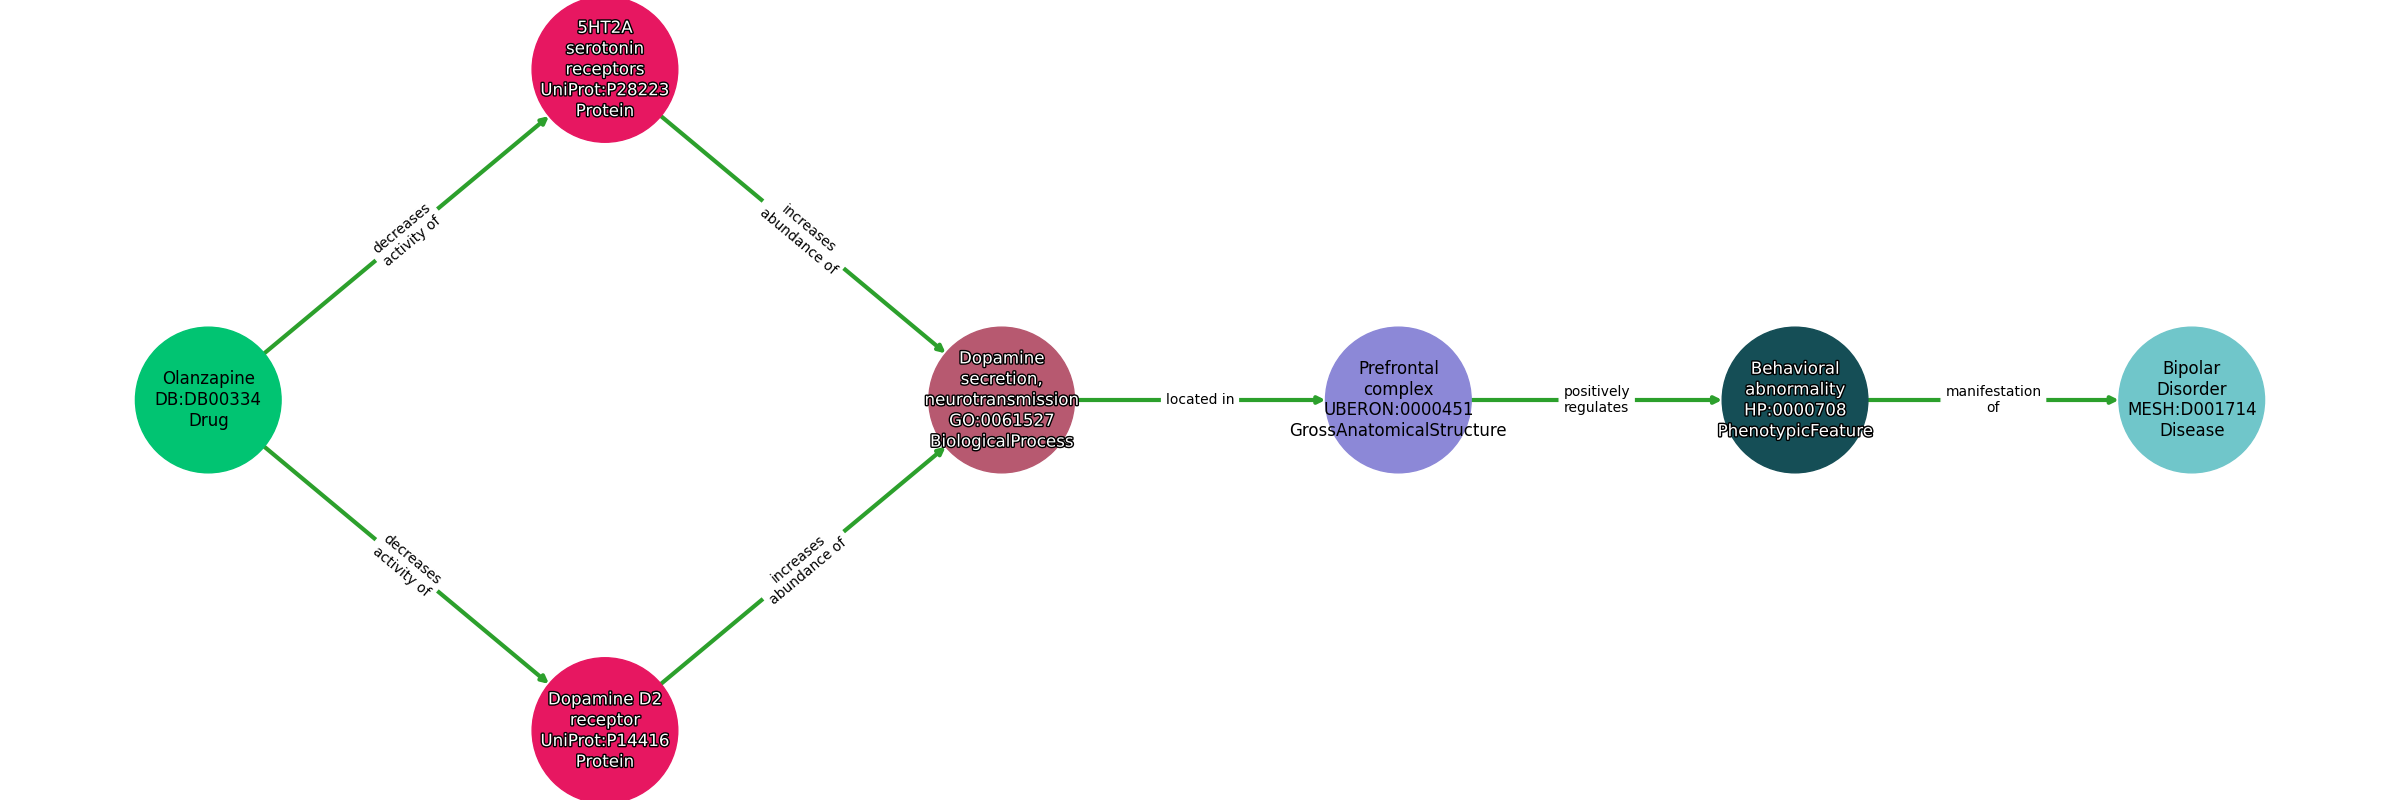 5HT2A
serotonin
receptors
UniProt:P28223
Protein
decreases
activity of
increases
abundance of
Olanzapine
DB:DB00334
Drug
Dopamine
secretion,
neurotransmission
GO:0061527
BiologicalProcess
located in
Prefrontal
complex
UBERON:0000451
GrossAnatomicalStructure
positively
regulates
Behavioral
abnormality
HP:0000708
PhenotypicFeature
manifestation
of
Bipolar
Disorder
MESH:D001714
Disease
decreases
activity of
increases
abundance of
Dopamine D2
receptor
UniProt:P14416
Protein